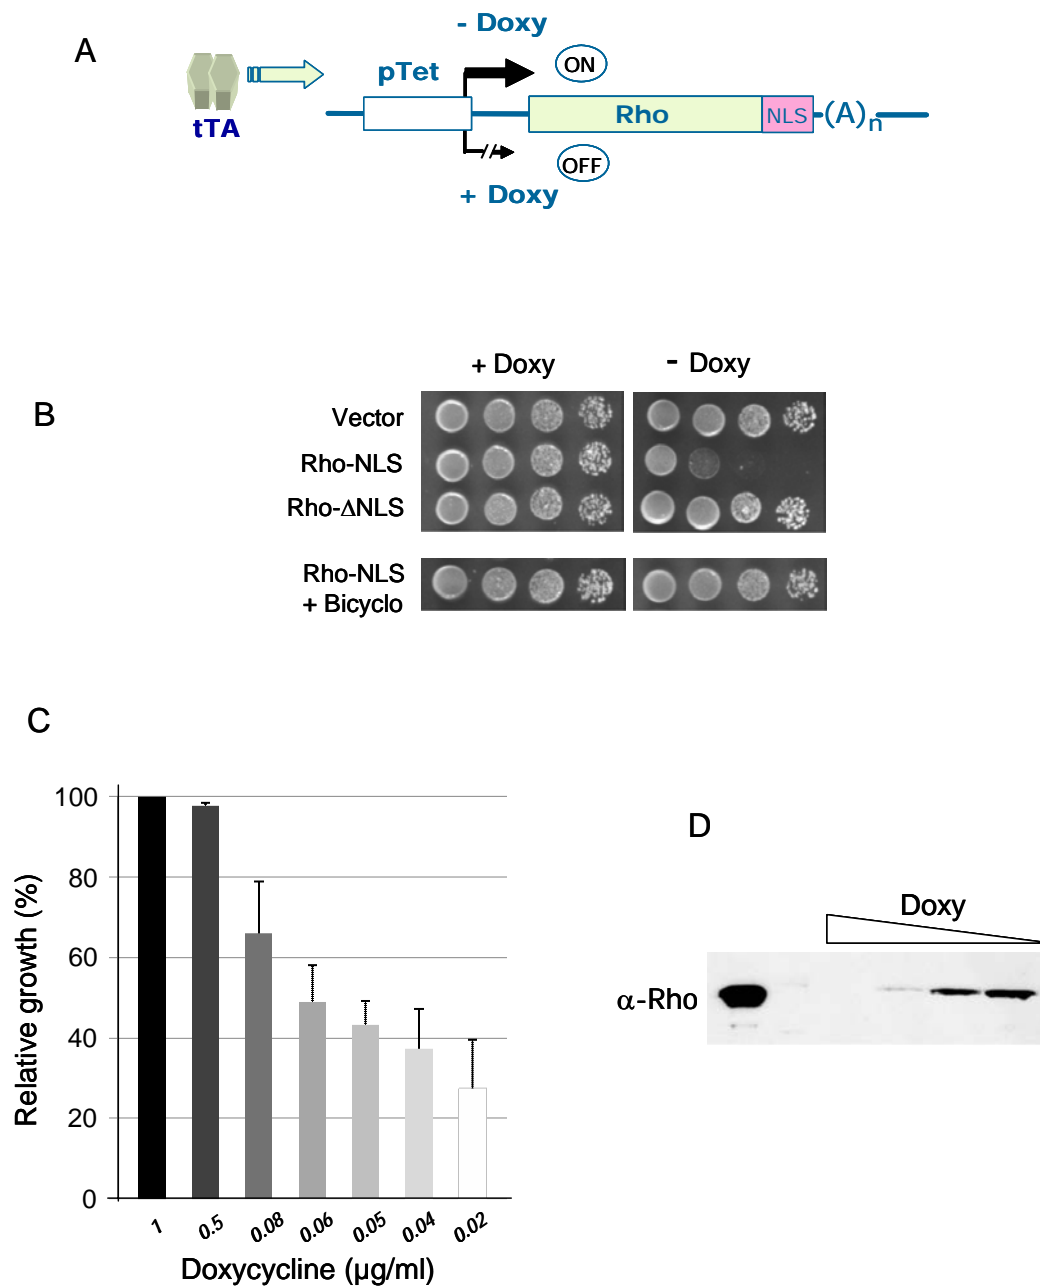 A
- Doxy
ON
pTet
tTA
Rho
NLS
(A)n
OFF
+ Doxy
B
+ Doxy
- Doxy
Vector
Rho-NLS
Rho-ΔNLS
Rho-NLS
+ Bicyclo
C
Relative growth (%)
100
80
60
40
20
0
1
0.5
0.08
0.06
0.05
0.04
0.02
Doxycycline (µg/ml)
D
Doxy
α-Rho